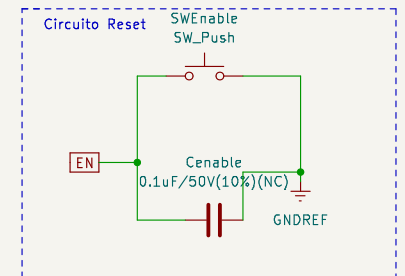 Circuito Reset
SWEnable
SW_Push
EN
Cenable
0.1uF/50V(10%)(NC)
GNDREF